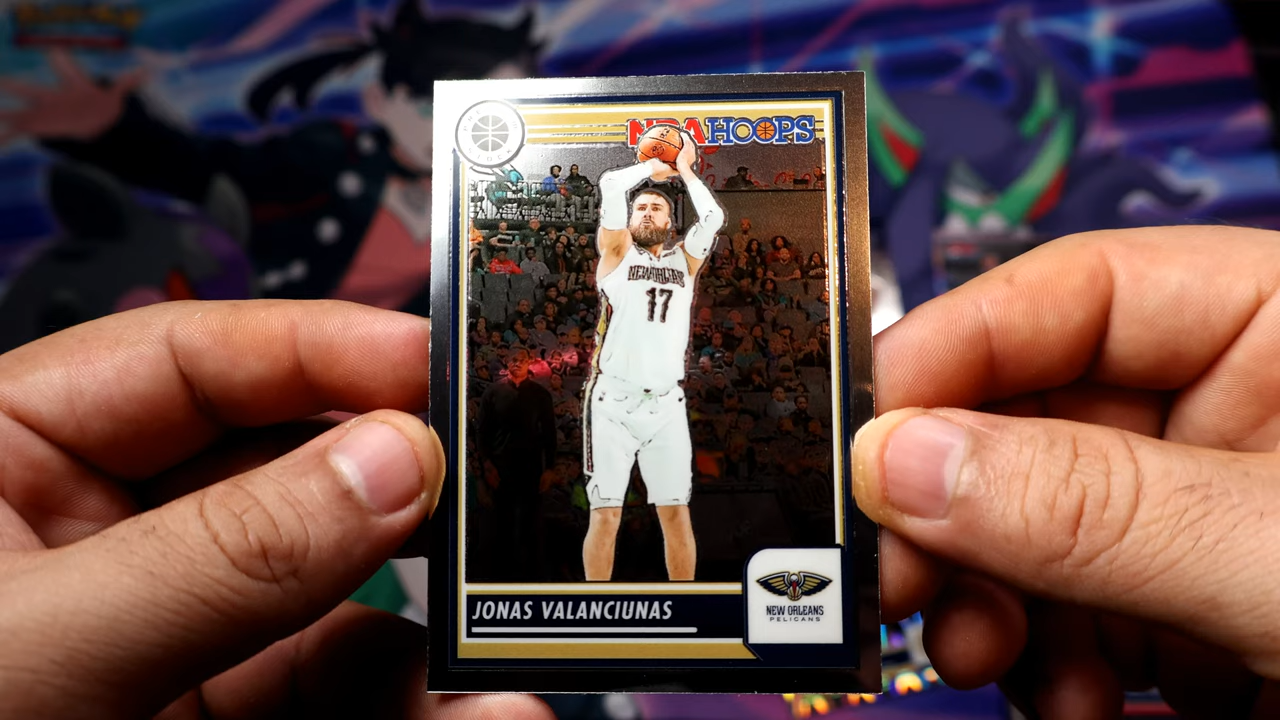 NBA HOOPS
NEW ORLEANS
17
JONAS VALANCIUNAS
NEW ORLEANS
PELICANS